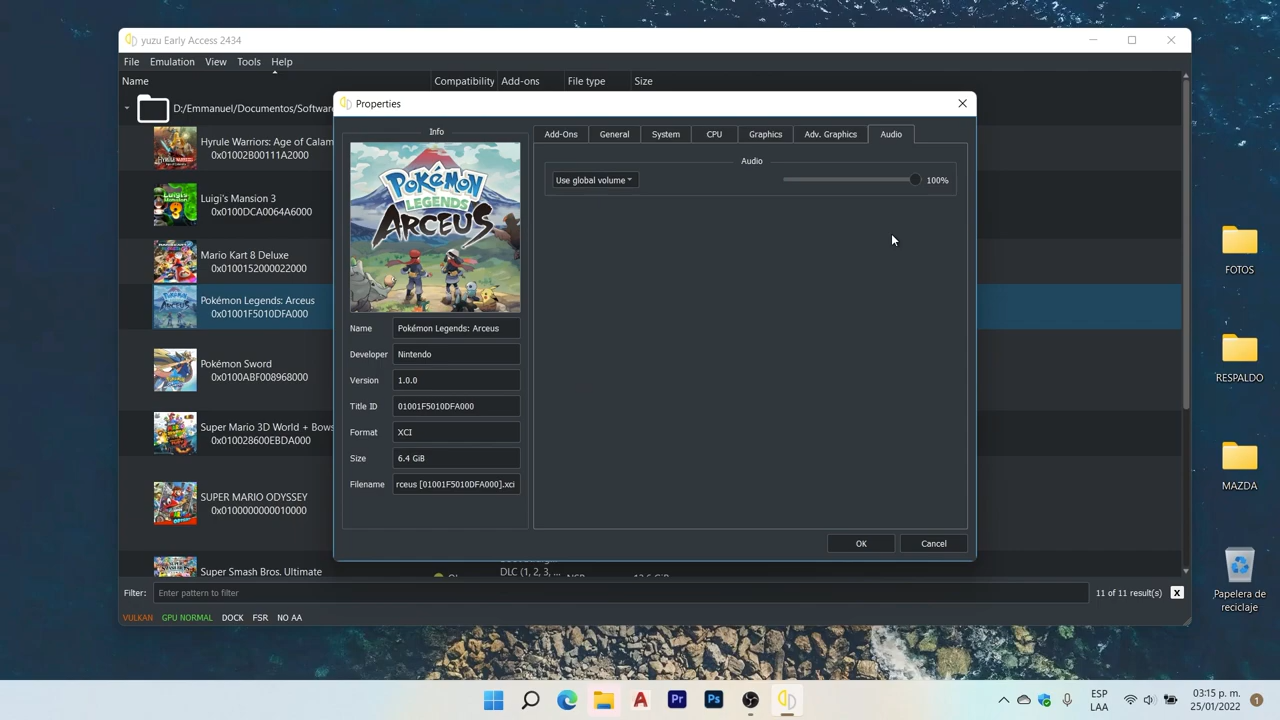 yuzu Early Access 2434
File Emulation View Tools Help
Name Compatibility Add-ons File type Size
D:/Emmanuel/Documentos/Software
Hyrule Warriors: Age of Calam
0x01002B00111A2000
Luigi's Mansion 3
0x0100DCA0064A6000
Mario Kart 8 Deluxe
0x0100152000022000
Pokémon Legends: Arceus
0x01001F5010DFA000
Pokémon Sword
0x0100ABF008968000
Super Mario 3D World + Bows
0x010028600EBDA000
SUPER MARIO ODYSSEY
0x0100000000010000
Super Smash Bros. Ultimate
DLC (1, 2, 3, ...
Properties
Info
POKÉMON
LEGENDS
ARCEUS
Name Pokémon Legends: Arceus
Developer Nintendo
Version 1.0.0
Title ID 01001F5010DFA000
Format XCI
Size 6.4 GiB
Filename rceus [01001F5010DFA000].xci
Add-Ons General System CPU Graphics Adv. Graphics Audio
Audio
Use global volume 100%
OK Cancel
Filter: Enter pattern to filter 11 of 11 result(s) X
VULKAN GPU NORMAL DOCK FSR NO AA
FOTOS
RESPALDO
MAZDA
Papelera de
reciclaje
A Pr Ps
ESP
LAA
03:15 p. m.
25/01/2022
1